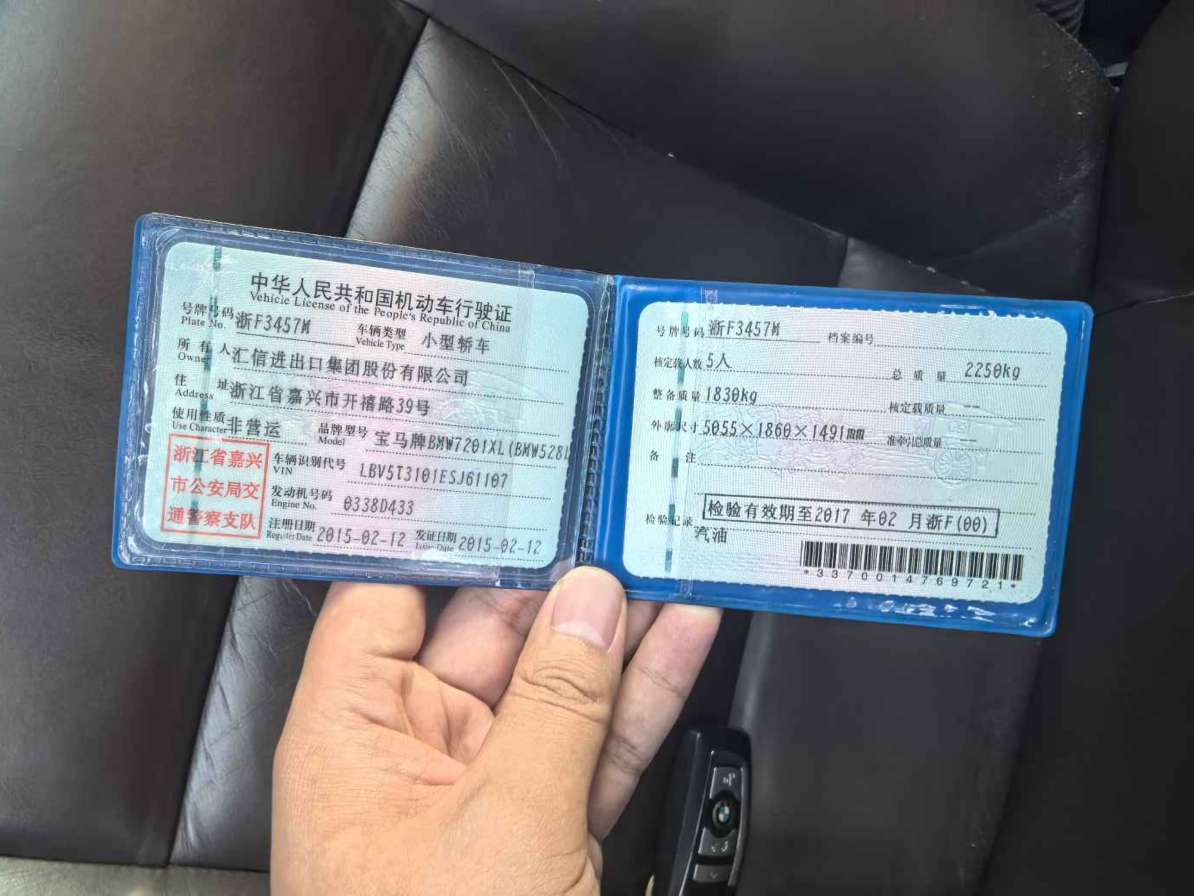 中华人民共和国机动车行驶证
Vehicle License of the People's Republic of China
号牌号码 浙F3457M 车辆类型 小型轿车
Plate No. Vehicle Type
所有人 汇信进出口集团股份有限公司
Owner
住址 浙江省嘉兴市开禧路39号
Address
使用性质 非营运 品牌型号 宝马牌BMW7201XL(BMW528L
Use Character Model
浙江省嘉兴
市公安局交
通警察支队
车辆识别代号 LBV5T3101ESJ61107
VIN
发动机号码 0338D433
Engine No.
注册日期 2015-02-12 发证日期 2015-02-12
Register Date Issue Date
号牌号码 浙F3457M 档案编号
核定载人数 5人 总质量 2250kg
整备质量 1830kg 核定载质量 --
外廓尺寸 5055×1860×1491mm 准牵引总质量 --
备注
检验记录 检验有效期至2017 年02 月浙F(00)
汽油
*3370014769721*